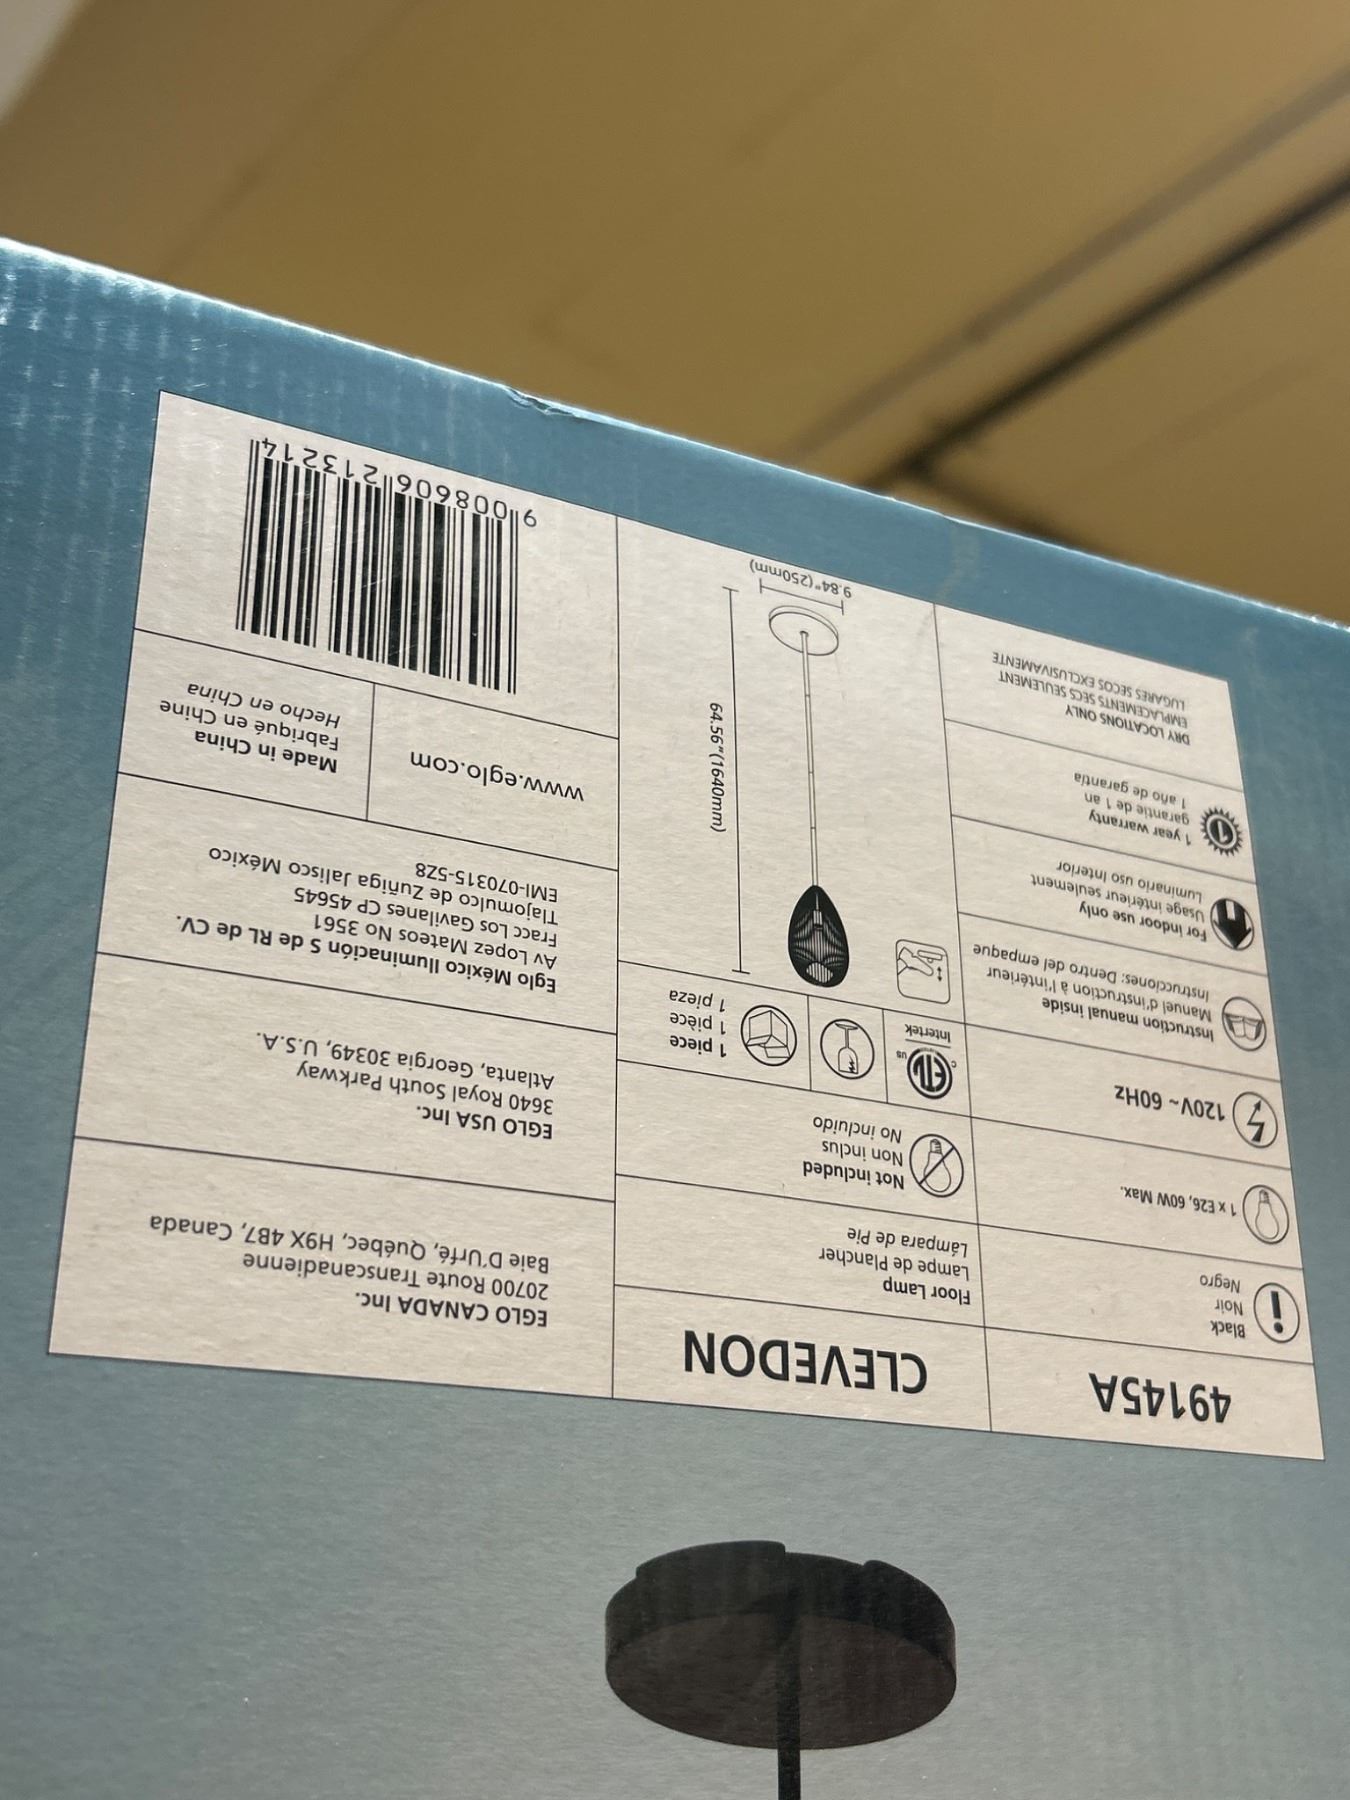 49145A
CLEVEDON
EGLO CANADA Inc.
20700 Route Transcanadienne
Baie D'Urfé, Québec, H9X 4B7, Canada
Black
Noir
Negro
Floor Lamp
Lampe de Plancher
Lámpara de Pie
1 x E26, 60W Max.
Not included
Non inclus
No incluido
EGLO USA Inc.
3640 Royal South Parkway
Atlanta, Georgia 30349, U.S.A.
120V~ 60Hz
ETL
C
US
Intertek
1 piece
1 pièce
1 pieza
Instruction manual inside
Manuel d'instruction à l'intérieur
Instrucciones: Dentro del empaque
For indoor use only
Usage intérieur seulement
Luminario uso Interior
1
1 year warranty
garantie de 1 an
1 año de garantía
DRY LOCATIONS ONLY
EMPLACEMENTS SECS SEULEMENT
LUGARES SECOS EXCLUSIVAMENTE
64.56"(1640mm)
9.84"(250mm)
Eglo México Iluminación S de RL de CV.
Av Lopez Mateos No 3561
Fracc Los Gavilanes CP 45645
Tlajomulco de Zuñiga Jalisco México
EMI-070315-5Z8
www.eglo.com
Made in China
Fabriqué en Chine
Hecho en China
9 008606 213214